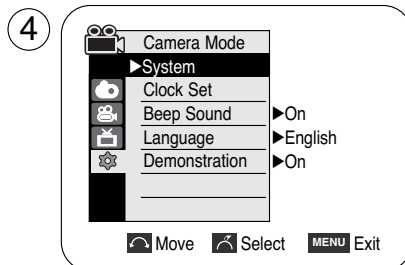 4
Camera Mode
▶System
Clock Set
Beep Sound ▶On
Language ▶English
Demonstration ▶On
Move Select MENU Exit